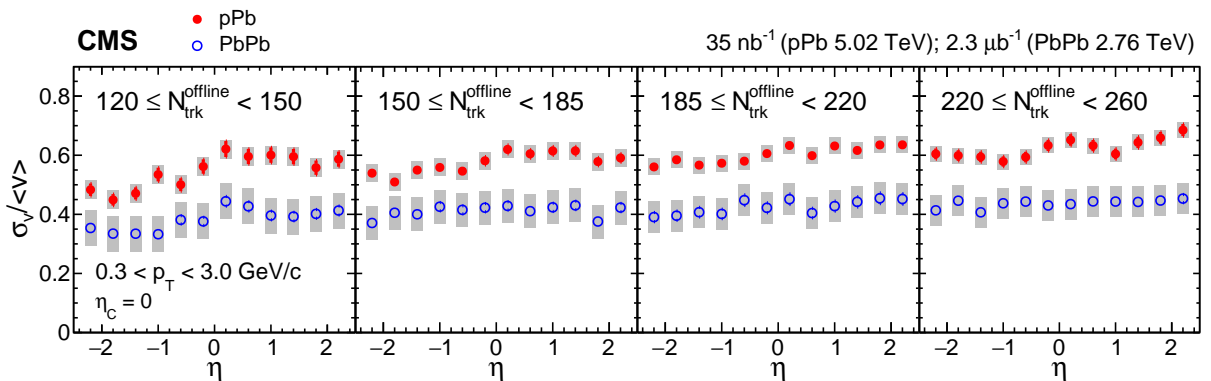 pPb
PbPb
CMS
35 nb⁻¹ (pPb 5.02 TeV); 2.3 μb⁻¹ (PbPb 2.76 TeV)
120 ≤ N_trk^offline < 150
150 ≤ N_trk^offline < 185
185 ≤ N_trk^offline < 220
220 ≤ N_trk^offline < 260
σ_v/<v>
0.8
0.6
0.4
0.2
0
0.3 < p_T < 3.0 GeV/c
η_C = 0
−2 −1 0 1 2 −2 −1 0 1 2 −2 −1 0 1 2 −2 −1 0 1 2
η η η η